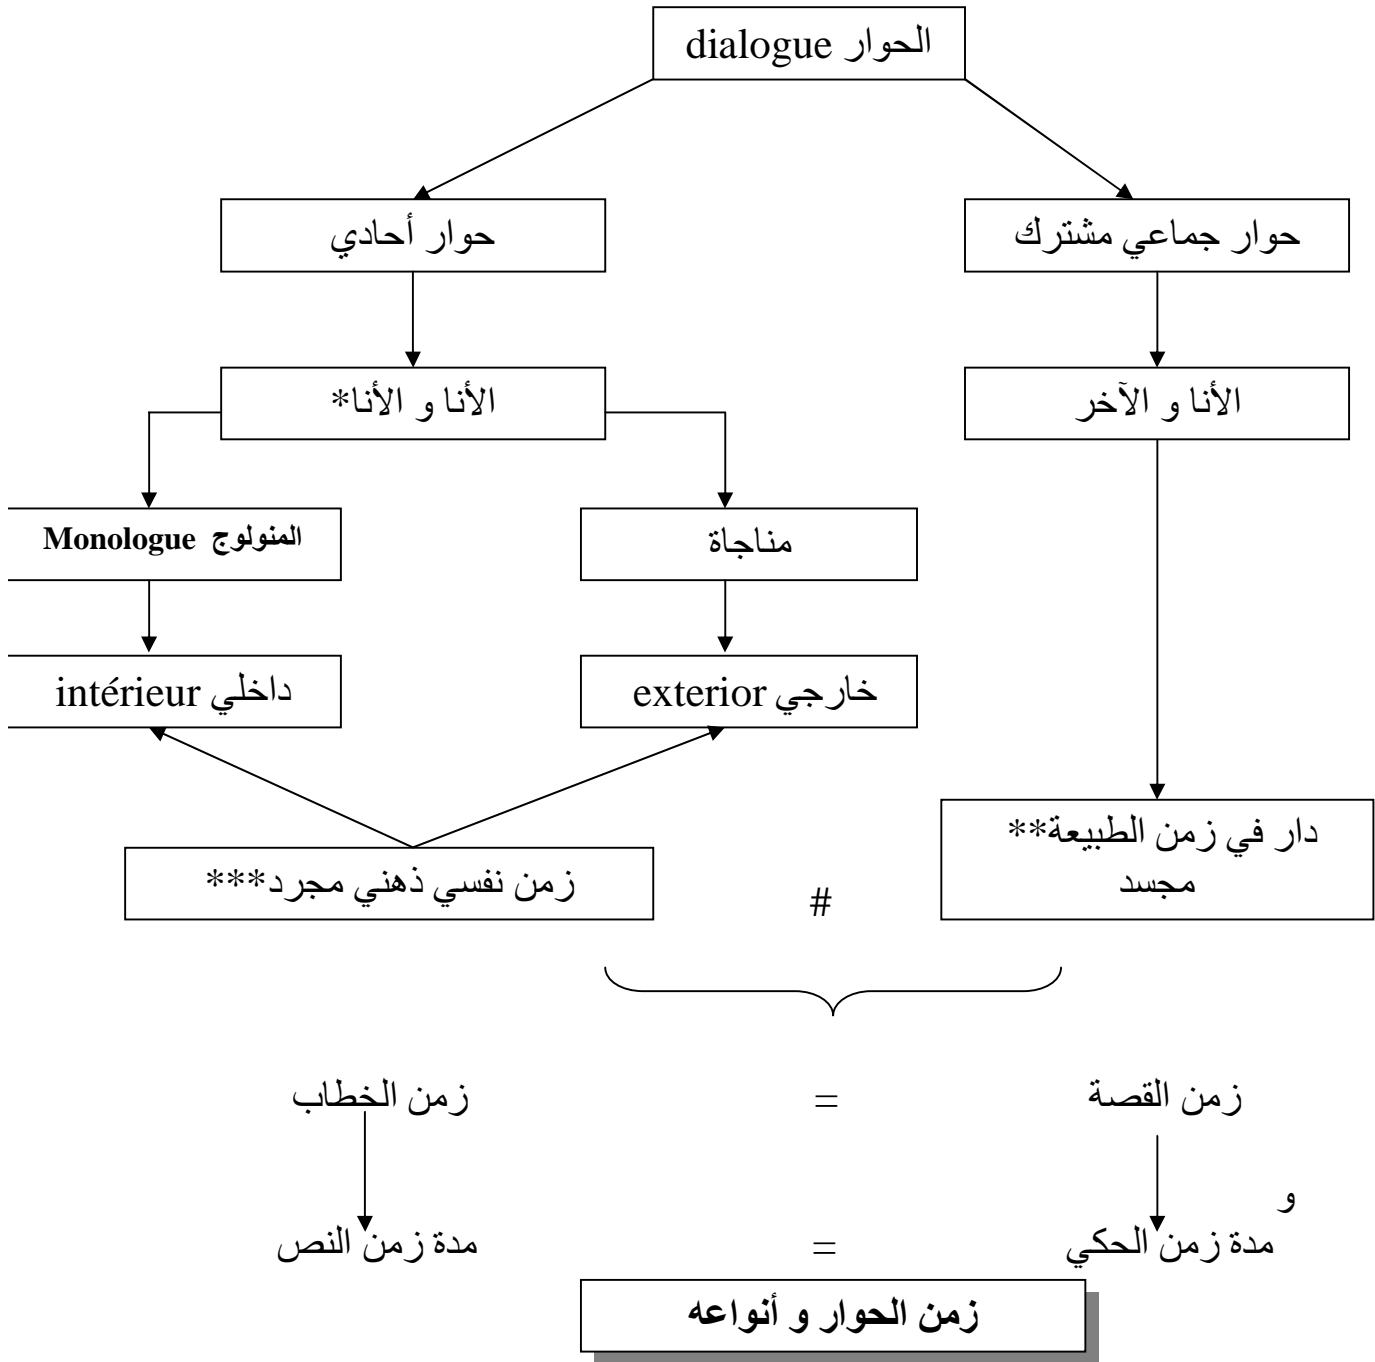 الحوار dialogue
حوار جماعي مشترك
حوار أحادي
الأنا و الآخر
الأنا و الأنا*
مناجاة
المنولوج Monologue
خارجي exterior
داخلي intérieur
دار في زمن الطبيعة**
مجسد
#
زمن نفسي ذهني مجرد***
زمن القصة = زمن الخطاب
و
مدة زمن الحكي = مدة زمن النص
زمن الحوار و أنواعه